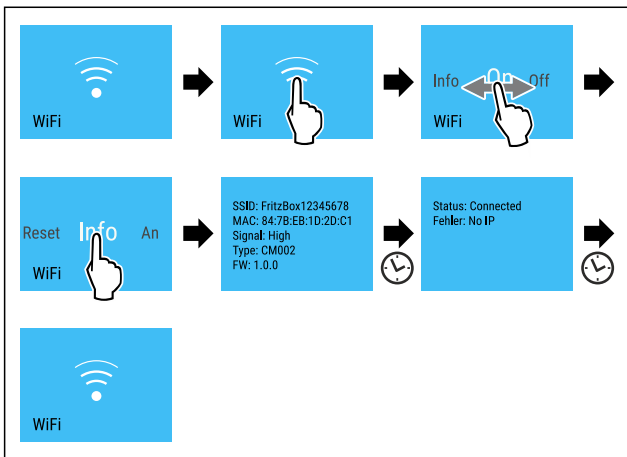 WiFi
WiFi
Info On Off
WiFi
Reset Info An
WiFi
SSID: FritzBox12345678
MAC: 84:7B:EB:1D:2D:C1
Signal: High
Type: CM002
FW: 1.0.0
Status: Connected
Fehler: No IP
WiFi